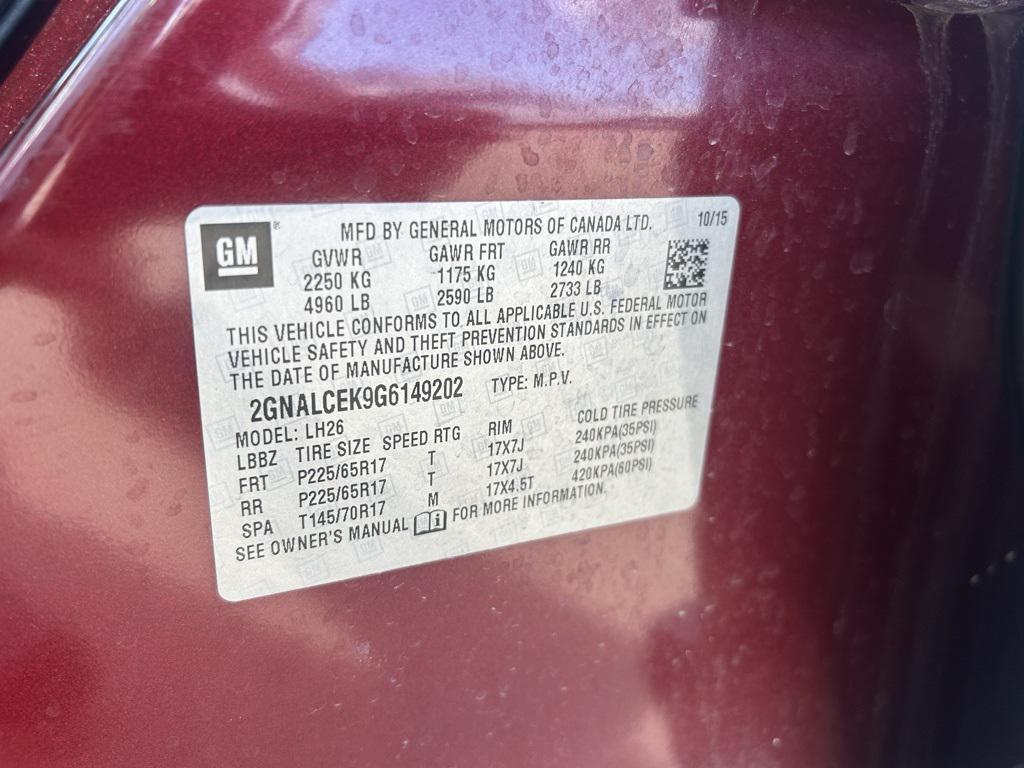 GM
®
MFD BY GENERAL MOTORS OF CANADA LTD.
10/15
GVWR GAWR FRT GAWR RR
2250 KG 1175 KG 1240 KG
4960 LB 2590 LB 2733 LB
THIS VEHICLE CONFORMS TO ALL APPLICABLE U.S. FEDERAL MOTOR
VEHICLE SAFETY AND THEFT PREVENTION STANDARDS IN EFFECT ON
THE DATE OF MANUFACTURE SHOWN ABOVE.
2GNALCEK9G6149202 TYPE: M.P.V.
MODEL: LH26
LBBZ TIRE SIZE SPEED RTG RIM COLD TIRE PRESSURE
FRT P225/65R17 T 17X7J 240KPA(35PSI)
RR P225/65R17 T 17X7J 240KPA(35PSI)
SPA T145/70R17 M 17X4.5T 420KPA(60PSI)
SEE OWNER'S MANUAL i FOR MORE INFORMATION.